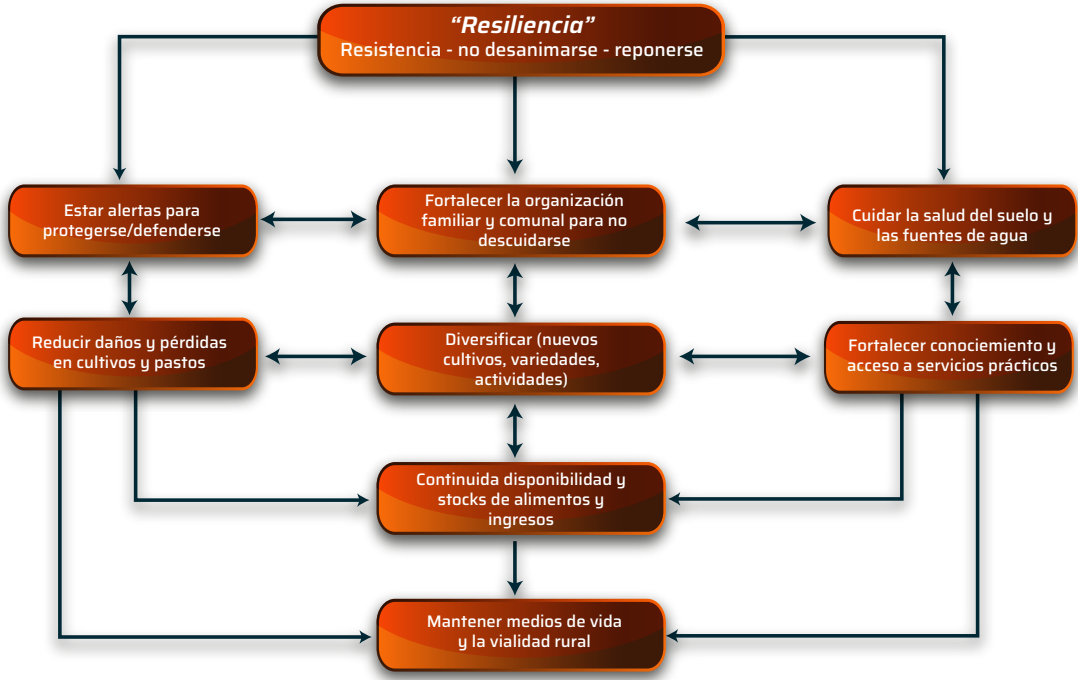 “Resiliencia”
Resistencia - no desanimarse - reponerse
Estar alertas para
protegerse/defenderse
Fortalecer la organización
familiar y comunal para no
descuidarse
Cuidar la salud del suelo y
las fuentes de agua
Reducir daños y pérdidas
en cultivos y pastos
Diversificar (nuevos
cultivos, variedades,
actividades)
Fortalecer conociemiento y
acceso a servicios prácticos
Continuida disponibilidad y
stocks de alimentos y
ingresos
Mantener medios de vida
y la vialidad rural